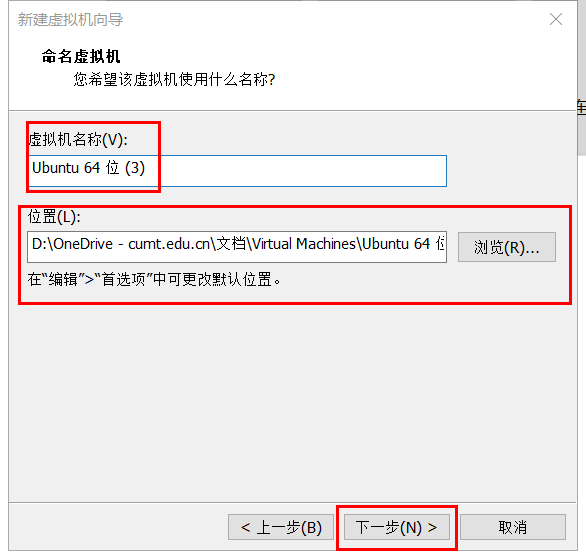 新建虚拟机向导
命名虚拟机
您希望该虚拟机使用什么名称?
虚拟机名称(V):
Ubuntu 64 位 (3)
位置(L):
D:\OneDrive - cumt.edu.cn\文档\Virtual Machines\Ubuntu 64 位
浏览(R)...
在“编辑”>“首选项”中可更改默认位置。
< 上一步(B)
下一步(N) >
取消